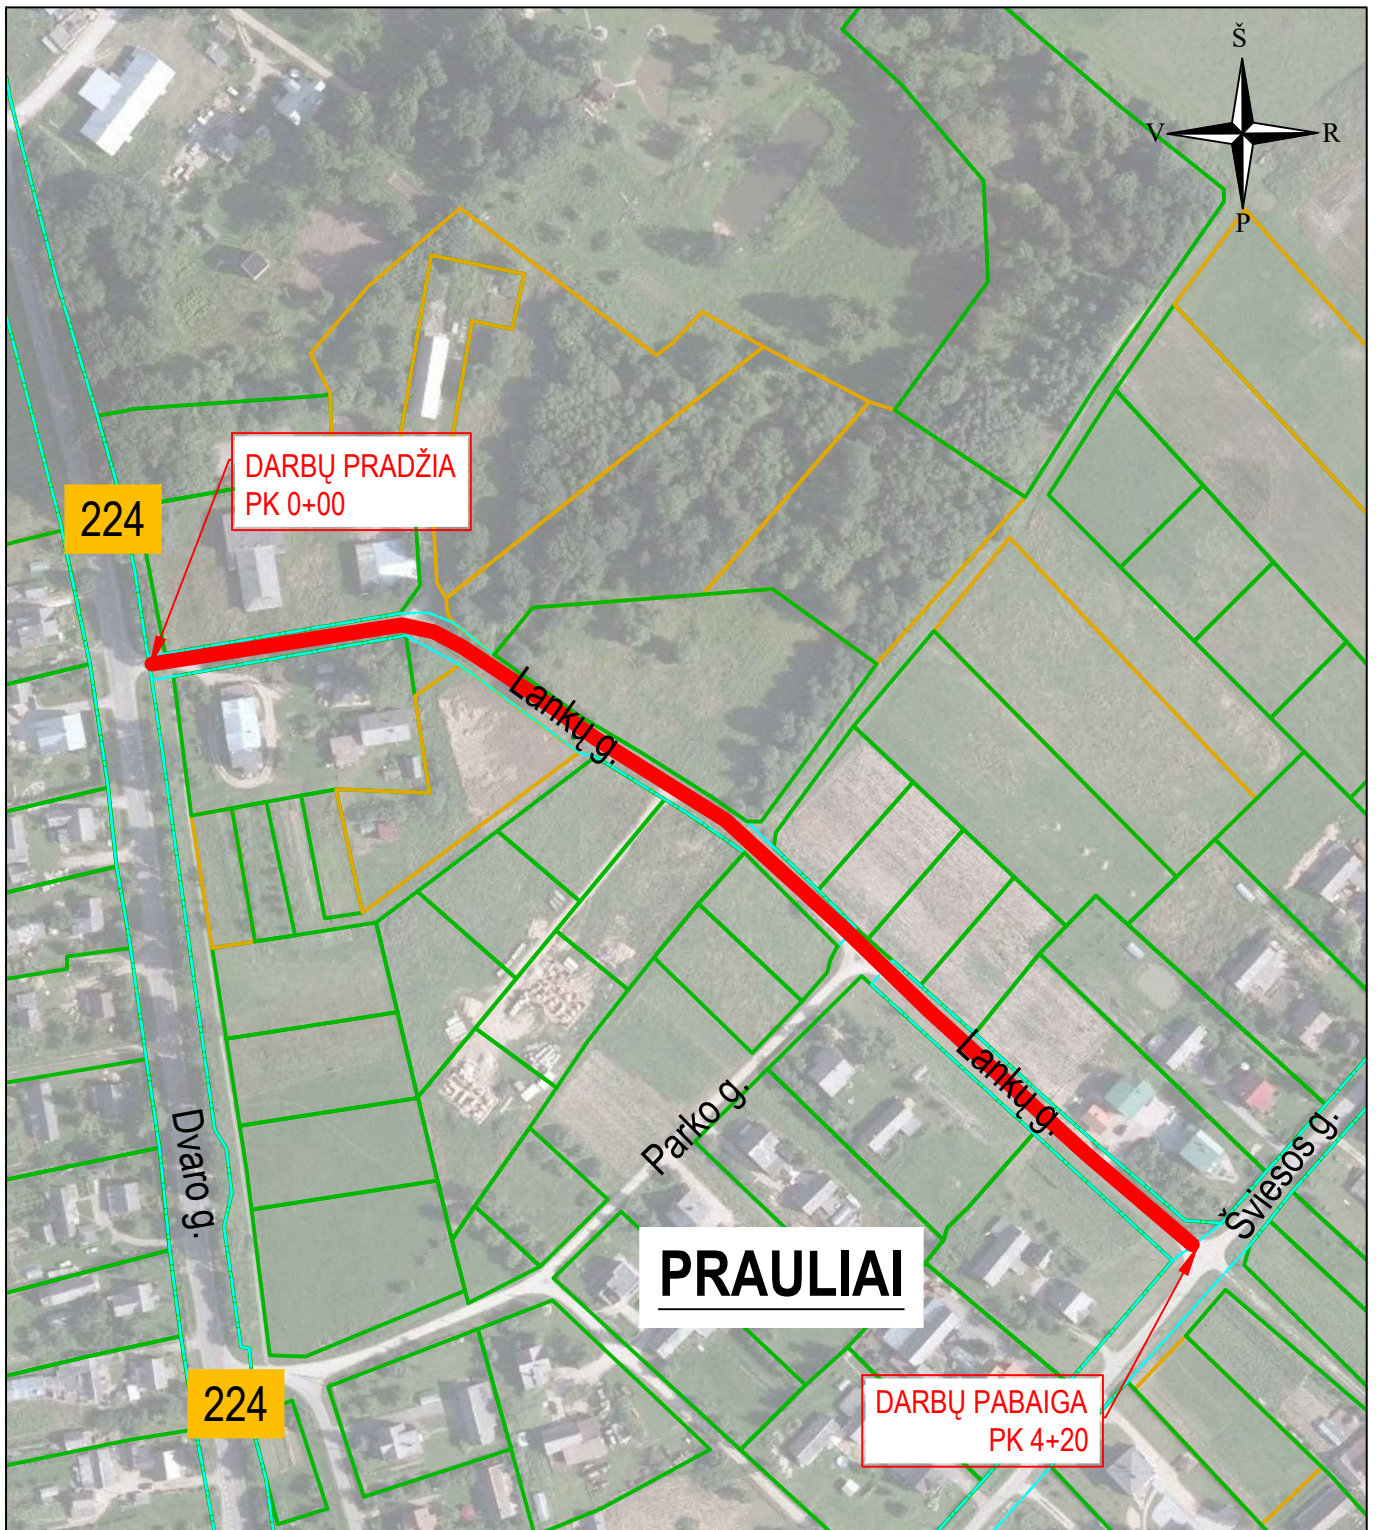 Š
V
R
P
DARBŲ PRADŽIA
PK 0+00
224
Lankų g.
Lankų g.
Parko g.
Dvaro g.
Šviesos g.
PRAULIAI
224
DARBŲ PABAIGA
PK 4+20